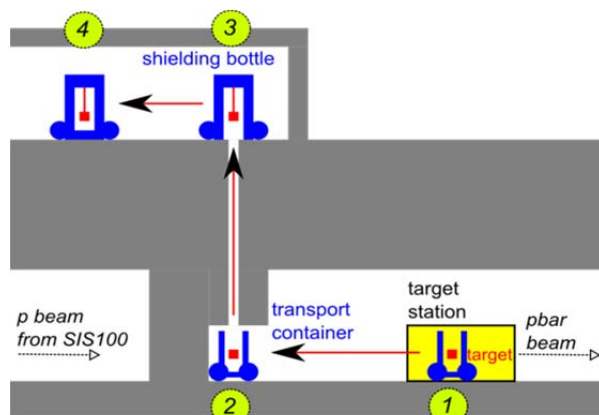 4
3
shielding bottle
p beam
from SIS100
transport
container
target
station
target
pbar
beam
2
1